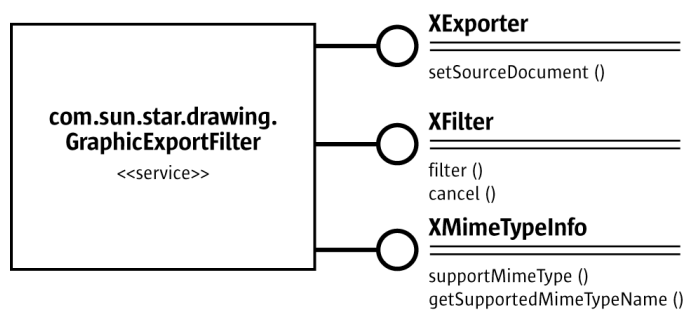 com.sun.star.drawing.
GraphicExportFilter
<<service>>
XExporter
setSourceDocument ()
XFilter
filter ()
cancel ()
XMimeTypeInfo
supportMimeType ()
getSupportedMimeTypeName ()